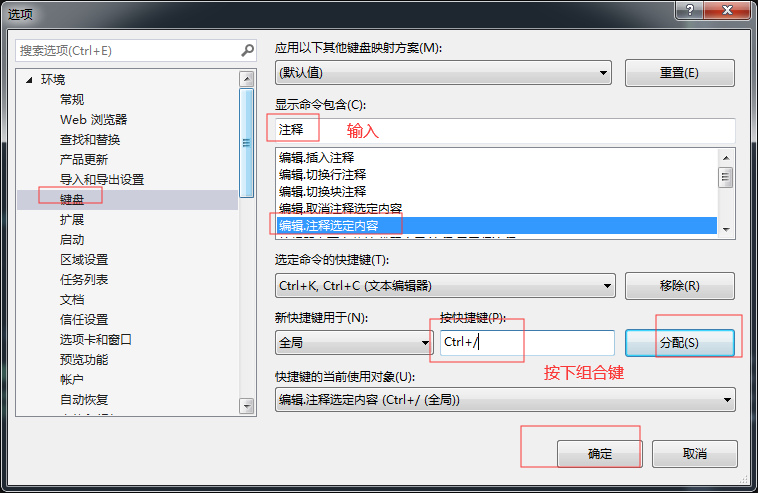 选项
搜索选项(Ctrl+E)
环境
常规
Web 浏览器
查找和替换
产品更新
导入和导出设置
键盘
扩展
启动
区域设置
任务列表
文档
信任设置
选项卡和窗口
预览功能
帐户
自动恢复
应用以下其他键盘映射方案(M):
(默认值)
重置(E)
显示命令包含(C):
注释
输入
编辑.插入注释
编辑.切换行注释
编辑.切换块注释
编辑.取消注释选定内容
编辑.注释选定内容
选定命令的快捷键(T):
Ctrl+K, Ctrl+C (文本编辑器)
移除(R)
新快捷键用于(N):
按快捷键(P):
全局
Ctrl+/
分配(S)
按下组合键
快捷键的当前使用对象(U):
编辑.注释选定内容 (Ctrl+/ (全局))
确定
取消